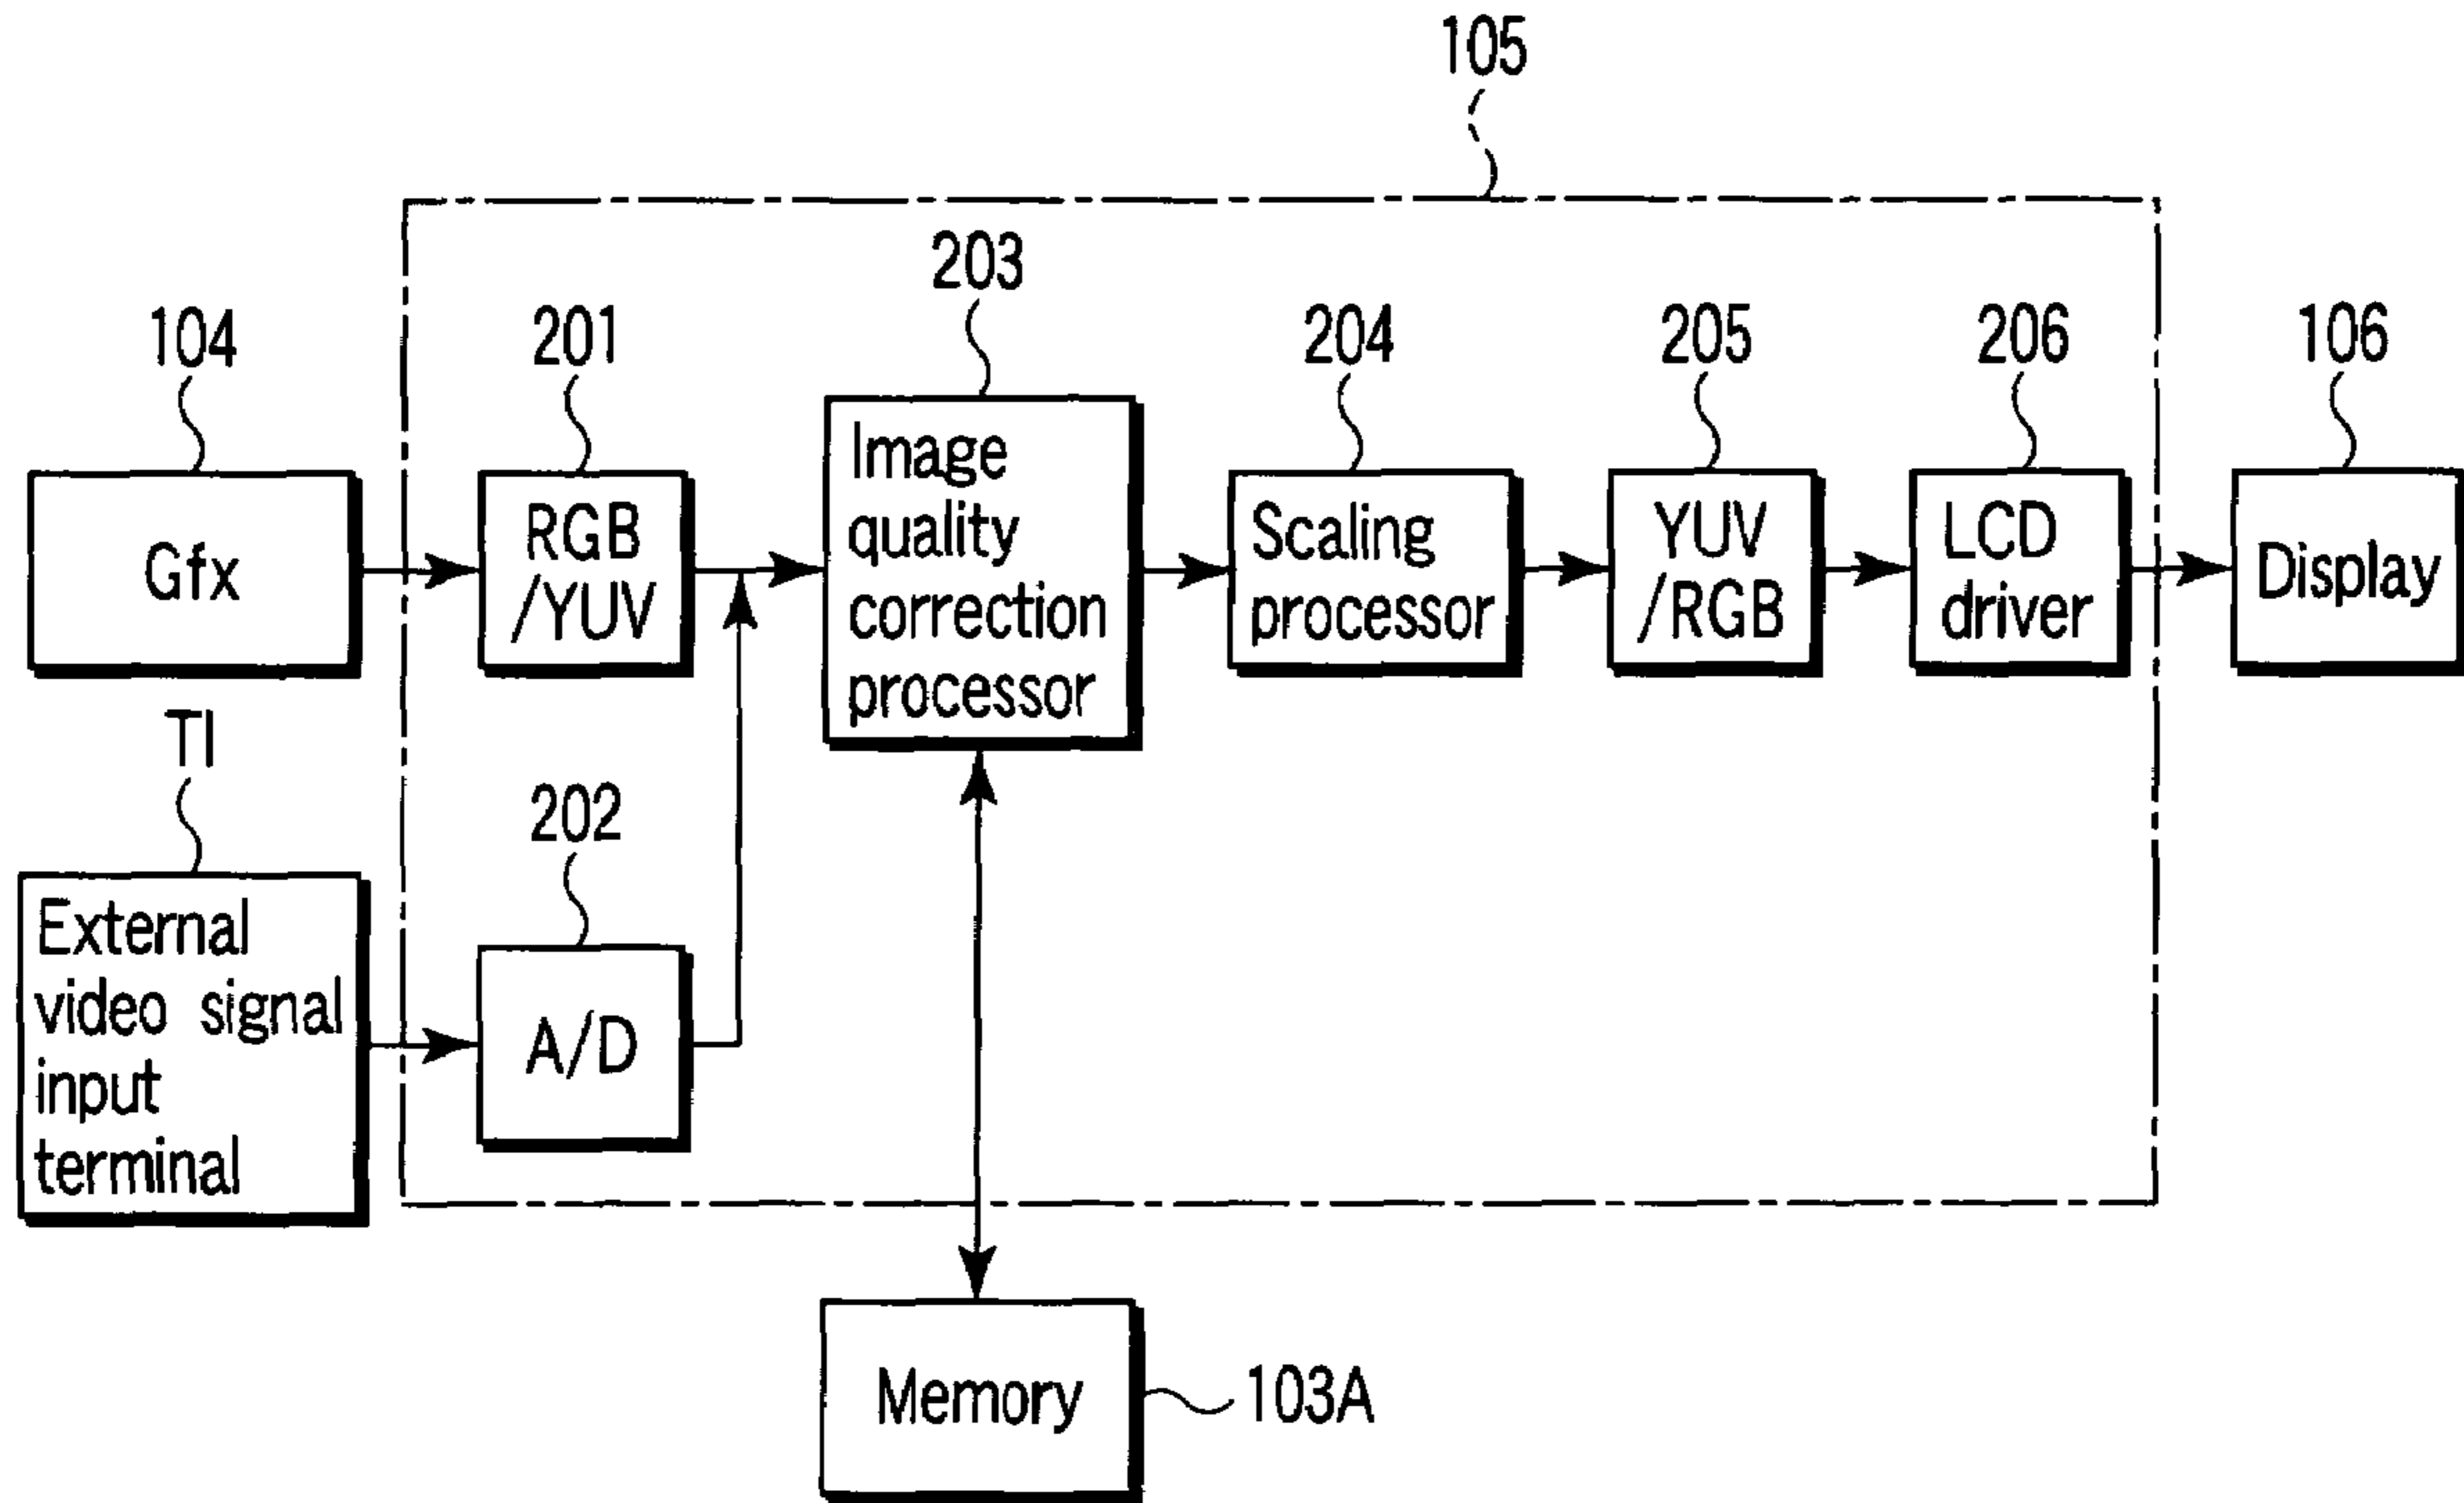 105
203
104
201
204
205
206
106
Gfx
RGB
/YUV
Image
quality
correction
processor
Scaling
processor
YUV
/RGB
LCD
driver
Display
TI
202
External
video signal
input
terminal
A/D
Memory
103A